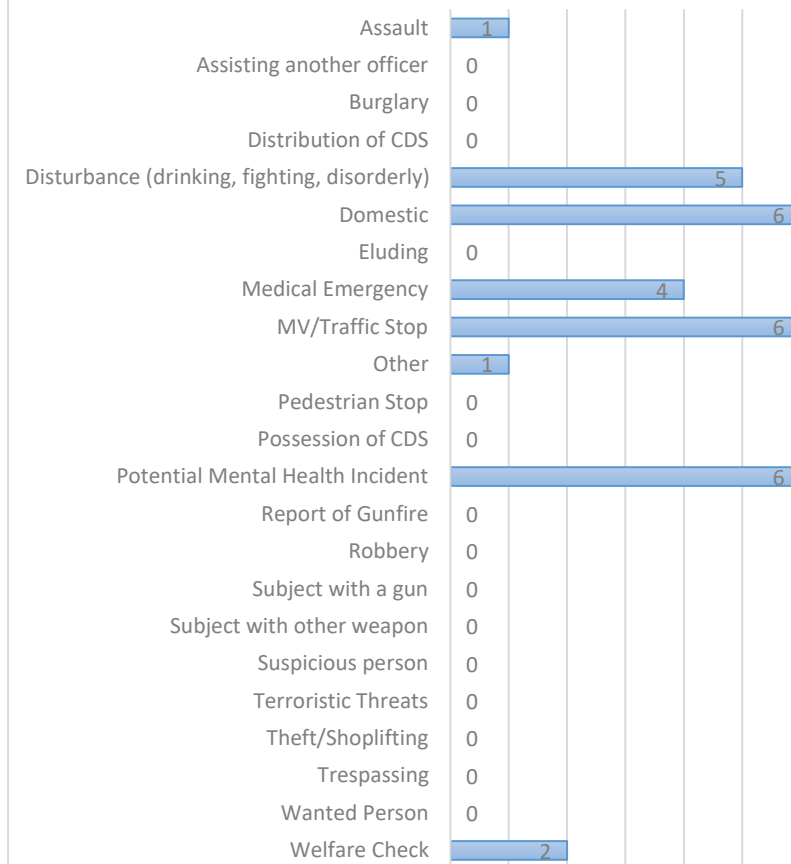 Assault 1
Assisting another officer 0
Burglary 0
Distribution of CDS 0
Disturbance (drinking, fighting, disorderly) 5
Domestic 6
Eluding 0
Medical Emergency 4
MV/Traffic Stop 6
Other 1
Pedestrian Stop 0
Possession of CDS 0
Potential Mental Health Incident 6
Report of Gunfire 0
Robbery 0
Subject with a gun 0
Subject with other weapon 0
Suspicious person 0
Terroristic Threats 0
Theft/Shoplifting 0
Trespassing 0
Wanted Person 0
Welfare Check 2